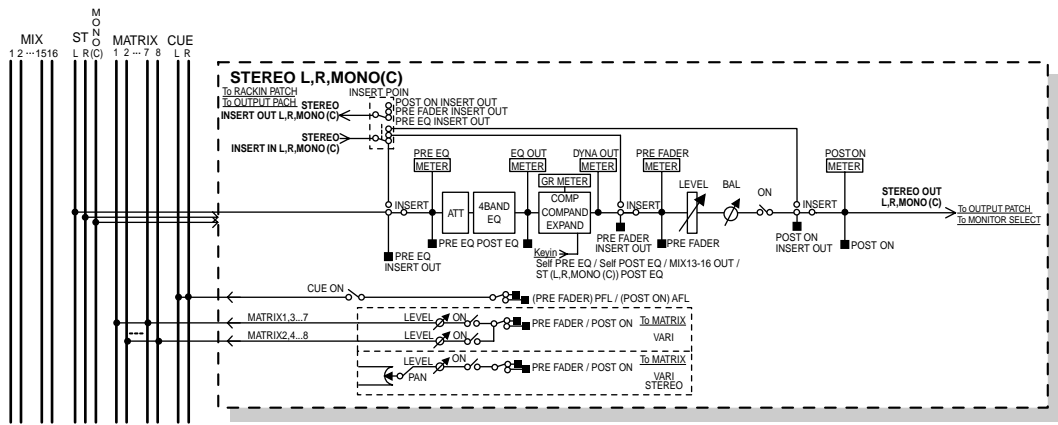 MIX
1 2 ···1516
ST
L R
MONO
(C)
MATRIX
1 2 ··· 7 8
CUE
L R
STEREO L,R,MONO(C)
To RACKIN PATCH
To OUTPUT PACH
STEREO
INSERT OUT L,R,MONO (C)
STEREO
INSERT IN L,R,MONO (C)
INSERT POIN
POST ON INSERT OUT
PRE FADER INSERT OUT
PRE EQ INSERT OUT
PRE EQ
METER
EQ OUT
METER
DYNA OUT
METER
PRE FADER
METER
POST ON
METER
GR METER
INSERT
ATT
4BAND
EQ
COMP
COMPAND
EXPAND
INSERT
LEVEL
BAL
ON
INSERT
STEREO OUT
L,R,MONO (C)
To OUTPUT PATCH
To MONITOR SELECT
PRE EQ
INSERT OUT
PRE EQ
POST EQ
Keyin
Self PRE EQ / Self POST EQ / MIX13-16 OUT /
ST (L,R,MONO (C)) POST EQ
PRE FADER
INSERT OUT
PRE FADER
POST ON
INSERT OUT
POST ON
CUE ON
(PRE FADER) PFL / (POST ON) AFL
MATRIX1,3...7
LEVEL
ON
PRE FADER / POST ON
To MATRIX
VARI
MATRIX2,4...8
LEVEL
ON
LEVEL
ON
PAN
PRE FADER / POST ON
To MATRIX
VARI
STEREO